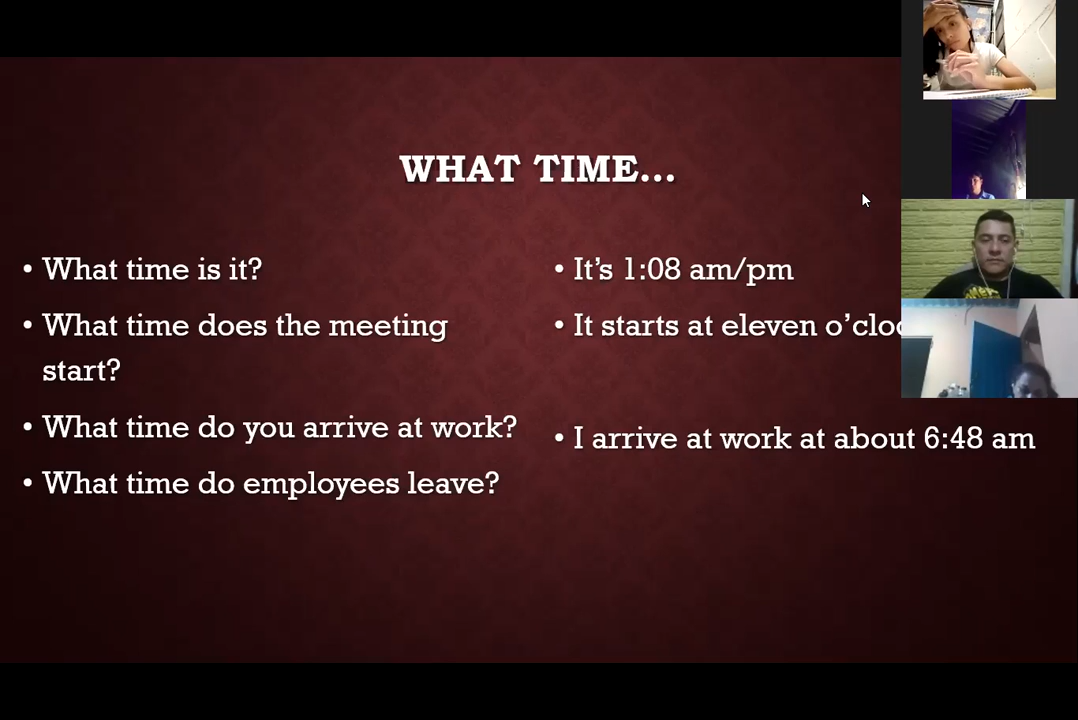 WHAT TIME...
• What time is it?
• What time does the meeting
start?
• What time do you arrive at work?
• What time do employees leave?
• It's 1:08 am/pm
• It starts at eleven
• I arrive at work at about 6:48 am